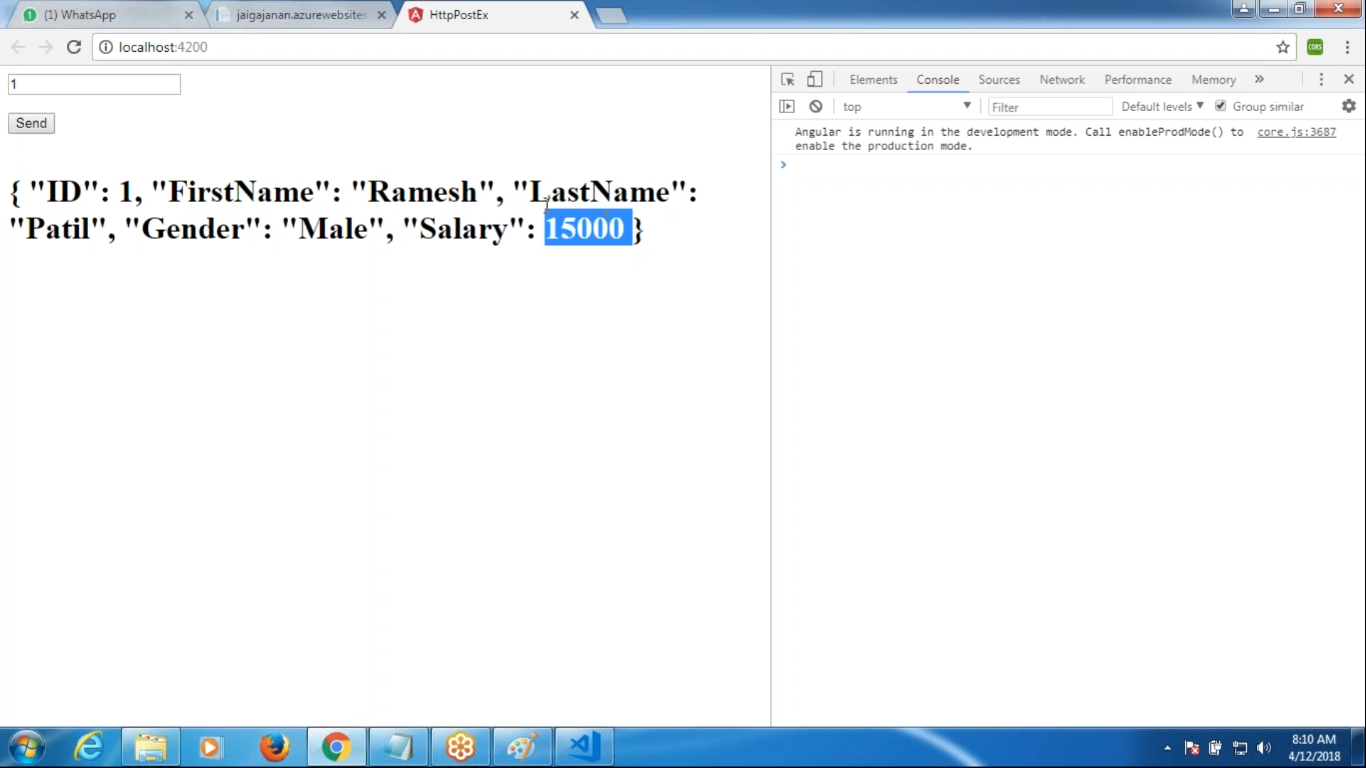 (1) WhatsApp
jaigajanan.azurewebsites
HttpPostEx
localhost:4200
CORS
1
Send
{ "ID": 1, "FirstName": "Ramesh", "LastName":
"Patil", "Gender": "Male", "Salary": 15000 }
Elements Console Sources Network Performance Memory »
top Filter Default levels Group similar
Angular is running in the development mode. Call enableProdMode() to core.js:3687
enable the production mode.
8:10 AM
4/12/2018